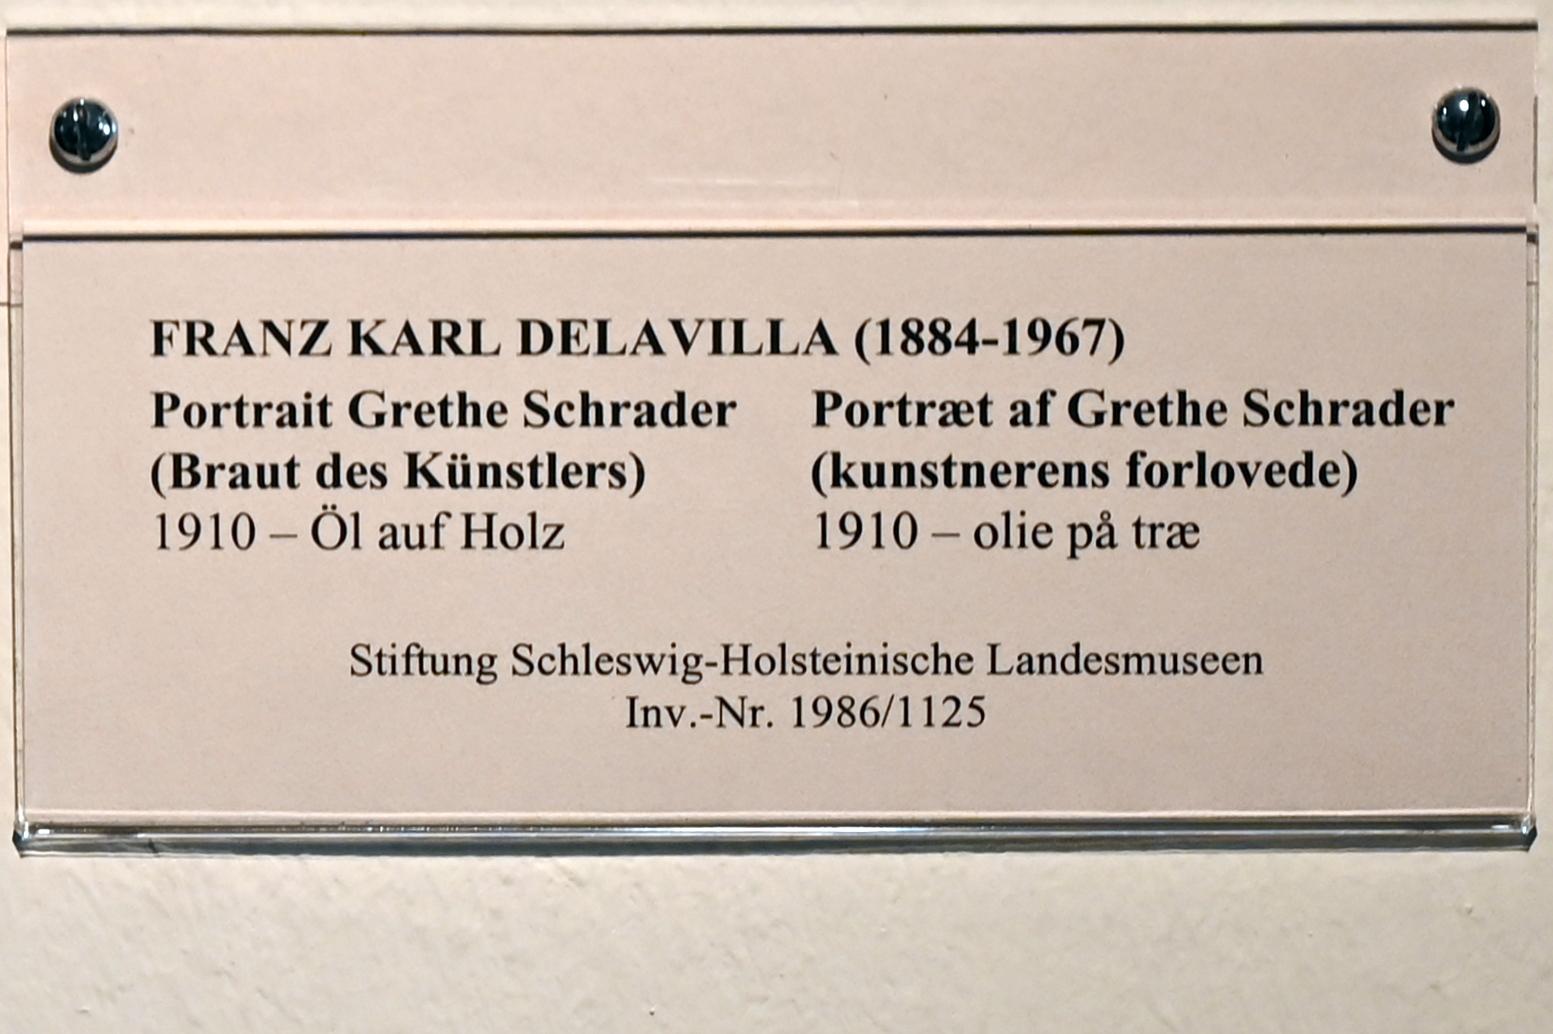 FRANZ KARL DELAVILLA (1884-1967)
Portrait Grethe Schrader
(Braut des Künstlers)
1910 – Öl auf Holz
Portræt af Grethe Schrader
(kunstnerens forlovede)
1910 – olie på træ
Stiftung Schleswig-Holsteinische Landesmuseen
Inv.-Nr. 1986/1125